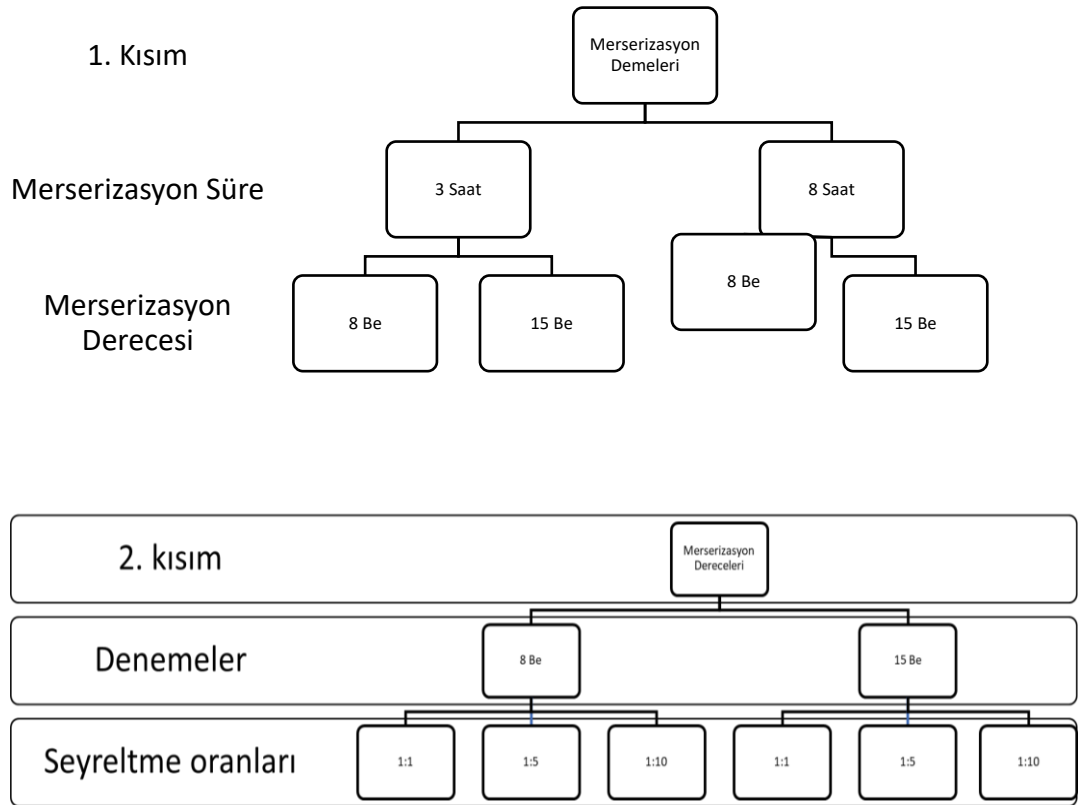 1. Kısım
Merserizasyon
Demeleri
Merserizasyon Süre
3 Saat
8 Saat
Merserizasyon
Derecesi
8 Be
15 Be
8 Be
15 Be
2. kısım
Merserizasyon
Dereceleri
Denemeler
8 Be
15 Be
Seyreltme oranları
1:1
1:5
1:10
1:1
1:5
1:10